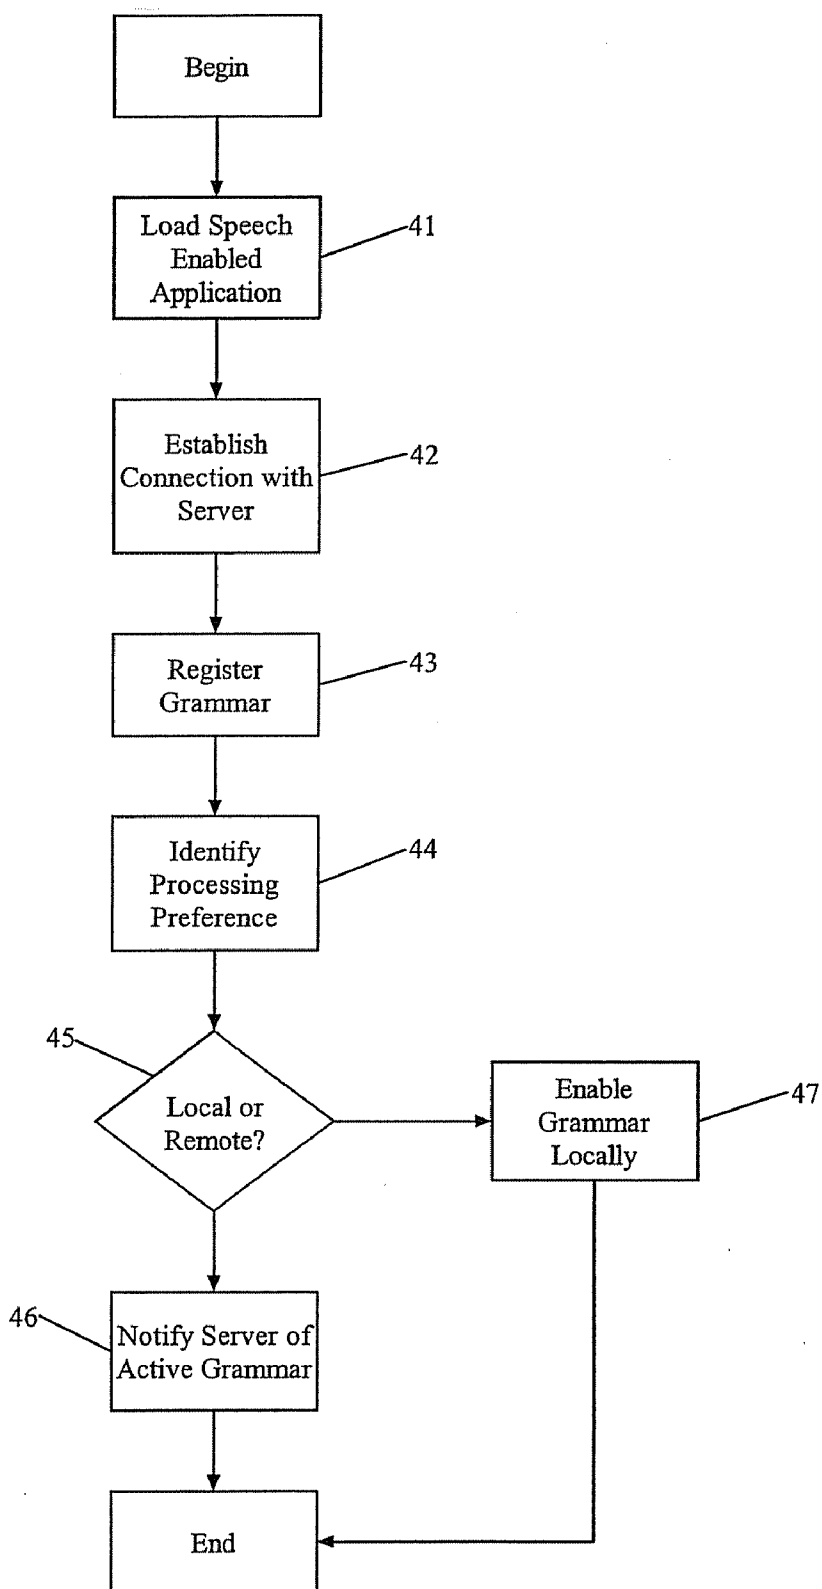 Begin
Load Speech
Enabled
Application
41
Establish
Connection with
Server
42
Register
Grammar
43
Identify
Processing
Preference
44
45
Local or
Remote?
Enable
Grammar
Locally
47
46
Notify Server of
Active Grammar
End